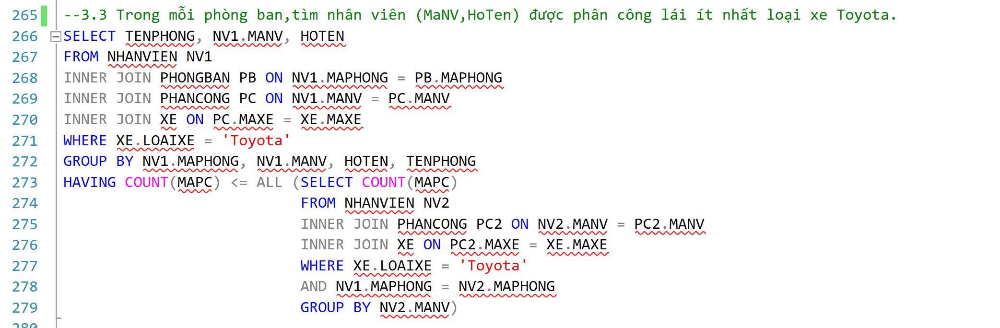 265 --3.3 Trong mỗi phòng ban,tìm nhân viên (MaNV,HoTen) được phân công lái ít nhất loại xe Toyota.
266 SELECT TENPHONG, NV1.MANV, HOTEN
267 FROM NHANVIEN NV1
268 INNER JOIN PHONGBAN PB ON NV1.MAPHONG = PB.MAPHONG
269 INNER JOIN PHANCONG PC ON NV1.MANV = PC.MANV
270 INNER JOIN XE ON PC.MAXE = XE.MAXE
271 WHERE XE.LOAIXE = 'Toyota'
272 GROUP BY NV1.MAPHONG, NV1.MANV, HOTEN, TENPHONG
273 HAVING COUNT(MAPC) <= ALL (SELECT COUNT(MAPC)
274 FROM NHANVIEN NV2
275 INNER JOIN PHANCONG PC2 ON NV2.MANV = PC2.MANV
276 INNER JOIN XE ON PC2.MAXE = XE.MAXE
277 WHERE XE.LOAIXE = 'Toyota'
278 AND NV1.MAPHONG = NV2.MAPHONG
279 GROUP BY NV2.MANV)
280